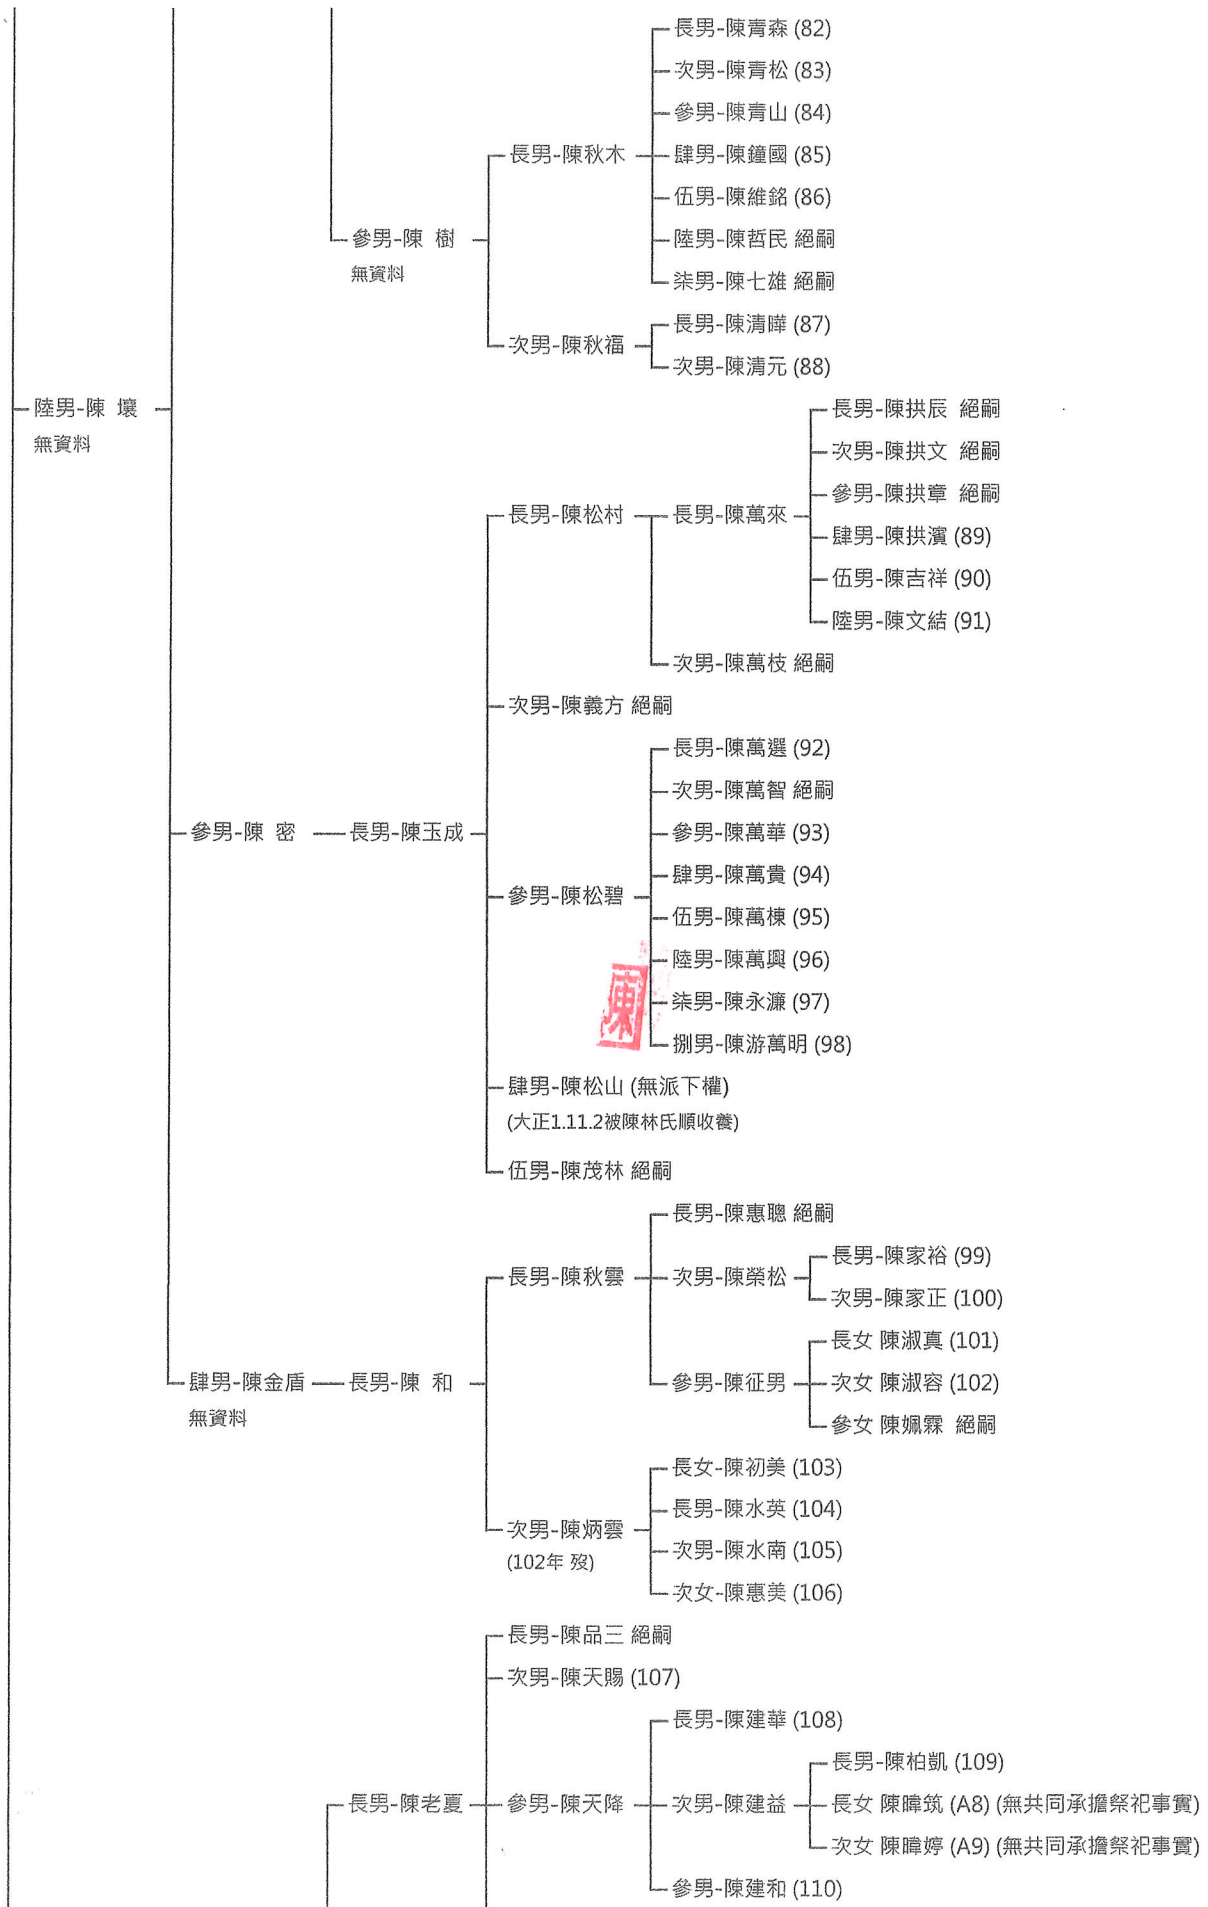 長男-陳青森 (82)
次男-陳青松 (83)
參男-陳青山 (84)
長男-陳秋木
肆男-陳鐘國 (85)
伍男-陳維銘 (86)
參男-陳 樹
陸男-陳哲民 絕嗣
無資料
柒男-陳七雄 絕嗣
長男-陳清曄 (87)
次男-陳秋福
次男-陳清元 (88)
陸男-陳 壤
長男-陳拱辰 絕嗣
無資料
次男-陳拱文 絕嗣
參男-陳拱章 絕嗣
長男-陳松村
長男-陳萬來
肆男-陳拱濱 (89)
伍男-陳吉祥 (90)
陸男-陳文結 (91)
次男-陳萬枝 絕嗣
次男-陳義方 絕嗣
長男-陳萬選 (92)
次男-陳萬智 絕嗣
參男-陳 密
長男-陳玉成
參男-陳萬華 (93)
肆男-陳萬貴 (94)
參男-陳松碧
伍男-陳萬棟 (95)
陸男-陳萬興 (96)
柒男-陳永濂 (97)
捌男-陳游萬明 (98)
肆男-陳松山 (無派下權)
(大正1.11.2被陳林氏順收養)
伍男-陳茂林 絕嗣
長男-陳惠聰 絕嗣
長男-陳秋雲
次男-陳榮松
長男-陳家裕 (99)
次男-陳家正 (100)
長女 陳淑真 (101)
肆男-陳金盾
長男-陳 和
參男-陳征男
次女 陳淑容 (102)
無資料
參女 陳姵霖 絕嗣
長女-陳初美 (103)
長男-陳水英 (104)
次男-陳炳雲
(102年 歿)
次男-陳水南 (105)
次女-陳惠美 (106)
長男-陳品三 絕嗣
次男-陳天賜 (107)
長男-陳建華 (108)
長男-陳柏凱 (109)
長男-陳老夏
參男-陳天降
次男-陳建益
長女 陳暐筑 (A8) (無共同承擔祭祀事實)
次女 陳暐婷 (A9) (無共同承擔祭祀事實)
參男-陳建和 (110)